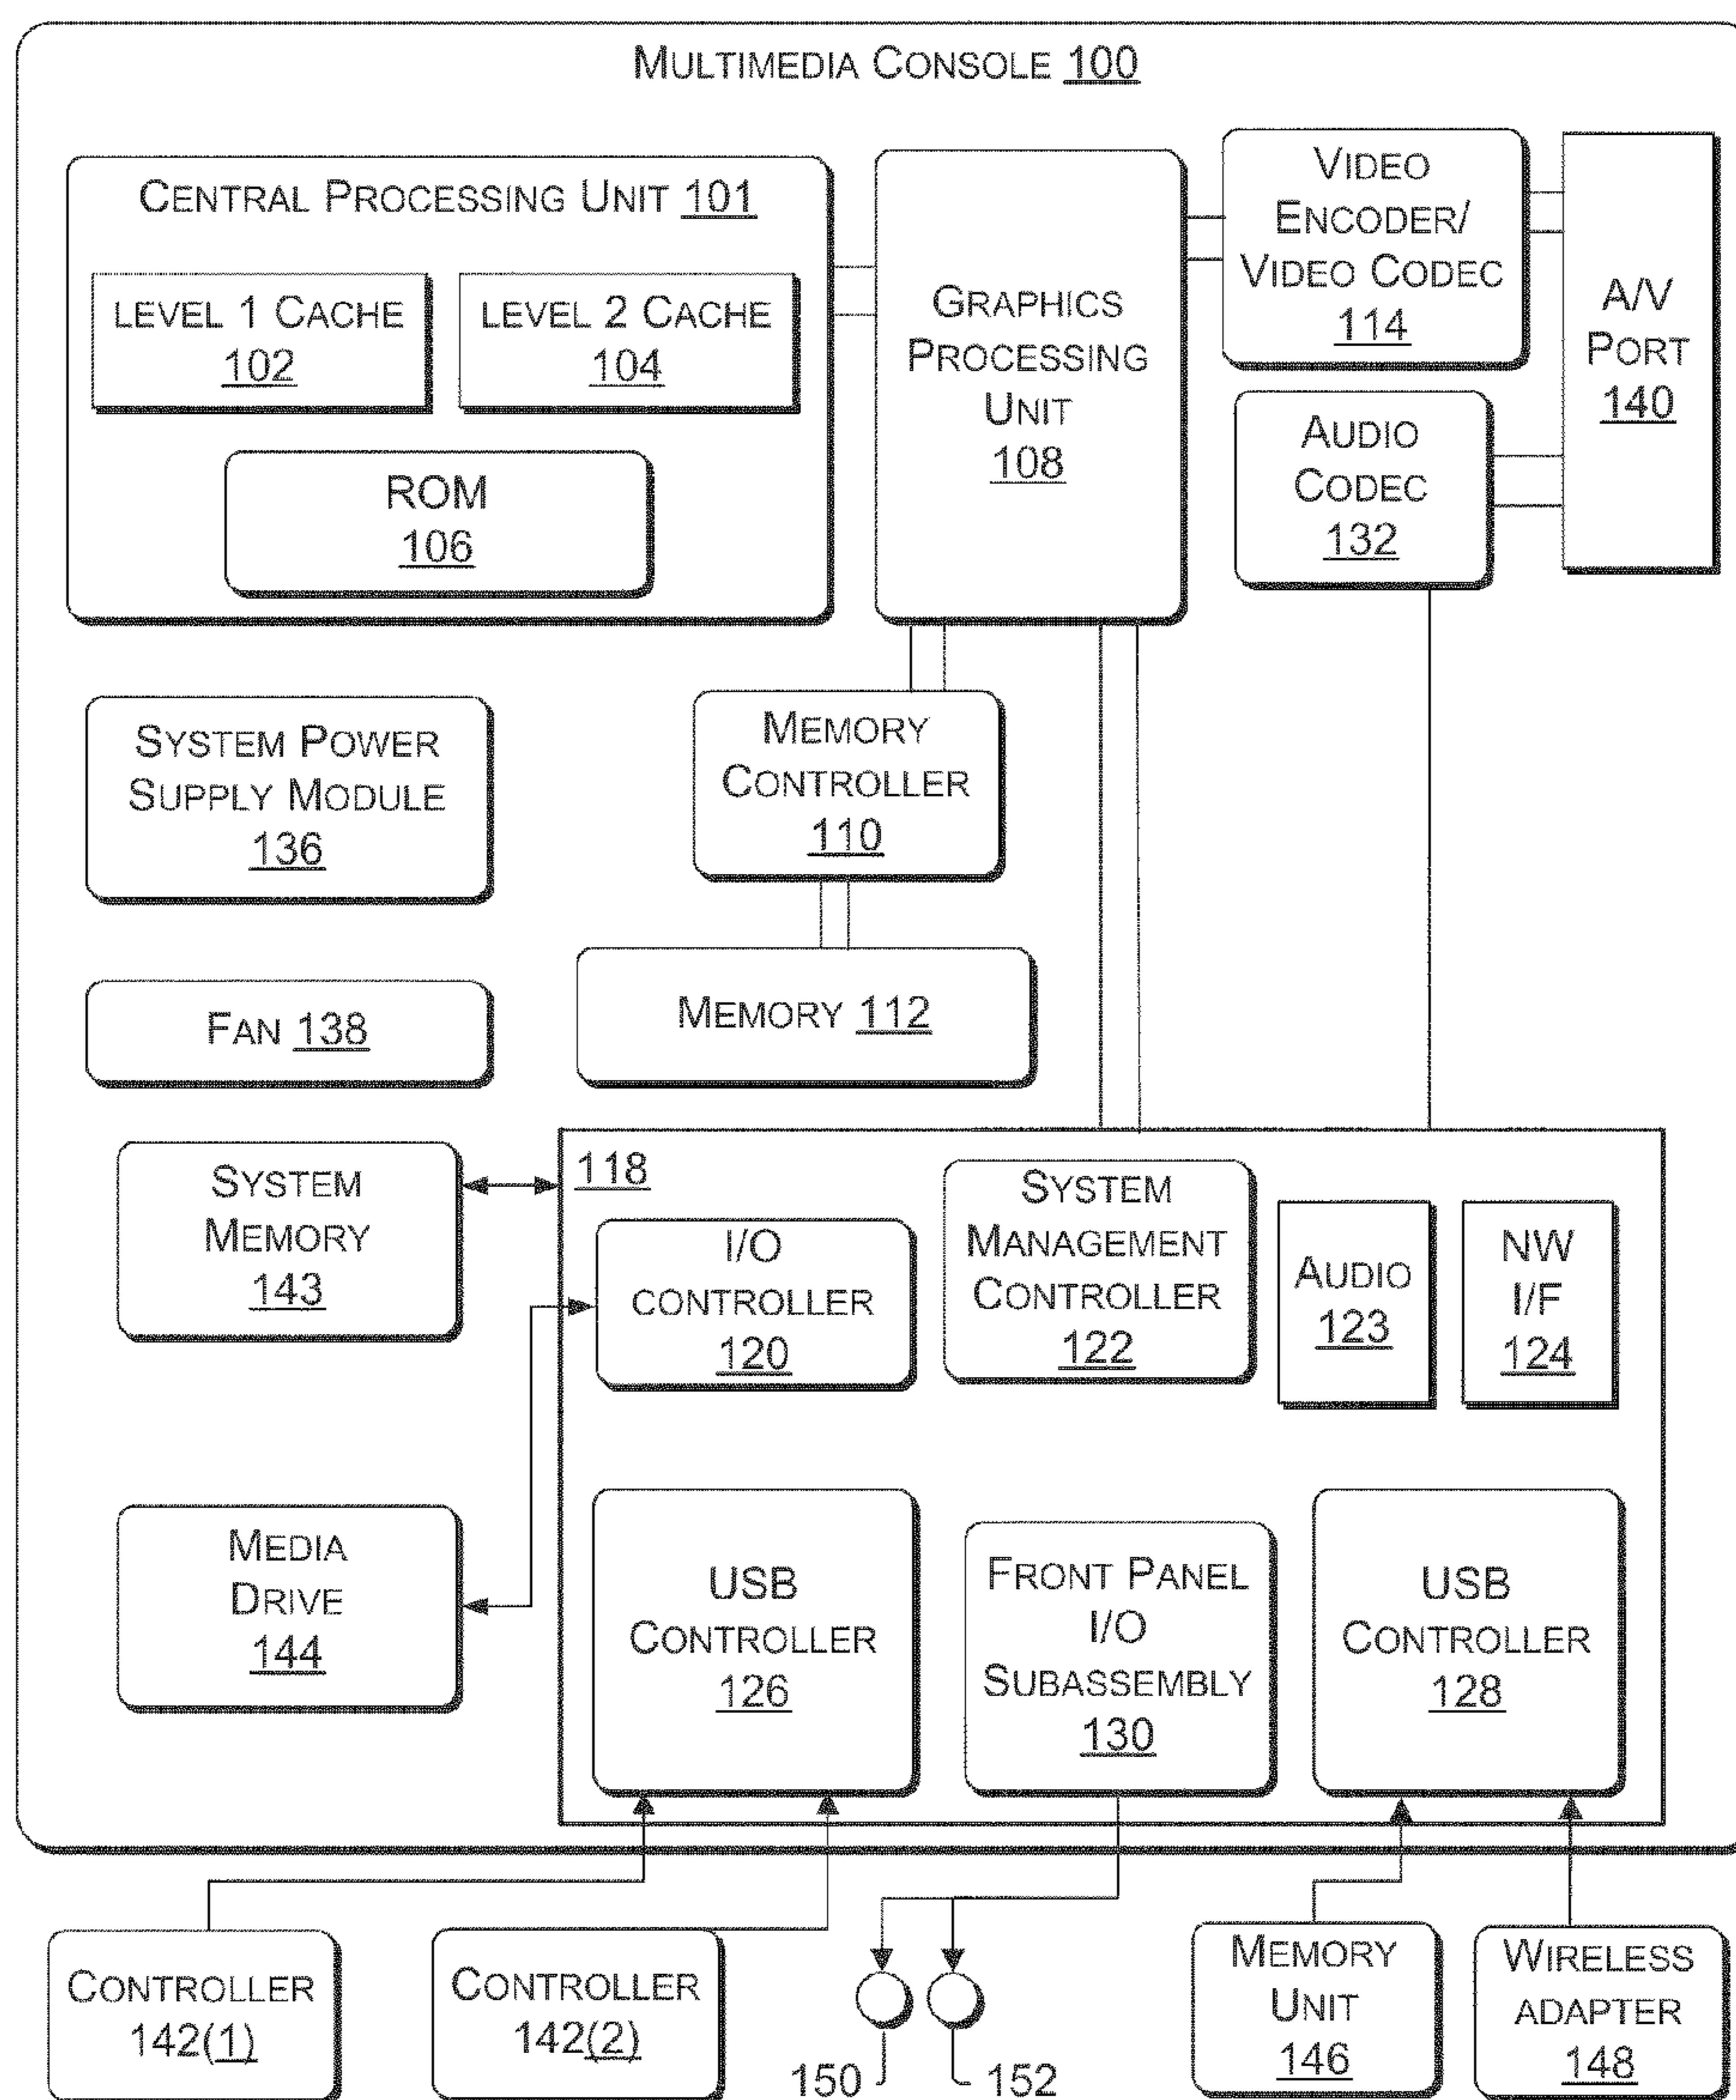 MULTIMEDIA CONSOLE 100
CENTRAL PROCESSING UNIT 101
LEVEL 1 CACHE
102
LEVEL 2 CACHE
104
ROM
106
GRAPHICS
PROCESSING
UNIT
108
VIDEO
ENCODER/
VIDEO CODEC
114
A/V
PORT
140
AUDIO
CODEC
132
SYSTEM POWER
SUPPLY MODULE
136
MEMORY
CONTROLLER
110
FAN 138
MEMORY 112
SYSTEM
MEMORY
143
118
I/O
CONTROLLER
120
SYSTEM
MANAGEMENT
CONTROLLER
122
AUDIO
123
NW
I/F
124
MEDIA
DRIVE
144
USB
CONTROLLER
126
FRONT PANEL
I/O
SUBASSEMBLY
130
USB
CONTROLLER
128
CONTROLLER
142(1)
CONTROLLER
142(2)
150
152
MEMORY
UNIT
146
WIRELESS
ADAPTER
148